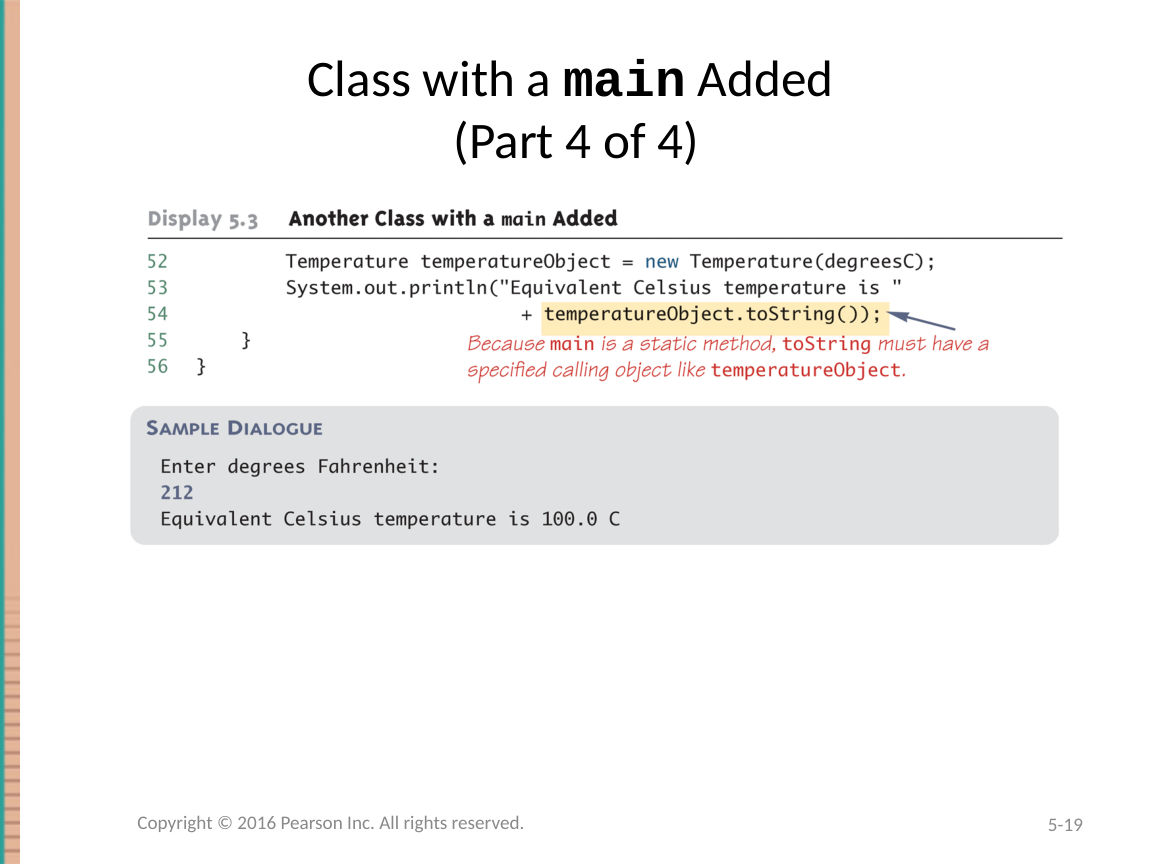 Class with a main Added
(Part 4 of 4)
Display 5.3 Another Class with a main Added
52 Temperature temperatureObject = new Temperature(degreesC);
53 System.out.println("Equivalent Celsius temperature is "
54 + temperatureObject.toString());
55 }
Because main is a static method, toString must have a
56 }
specified calling object like temperatureObject.
SAMPLE DIALOGUE
Enter degrees Fahrenheit:
212
Equivalent Celsius temperature is 100.0 C
Copyright © 2016 Pearson Inc. All rights reserved.
5-19